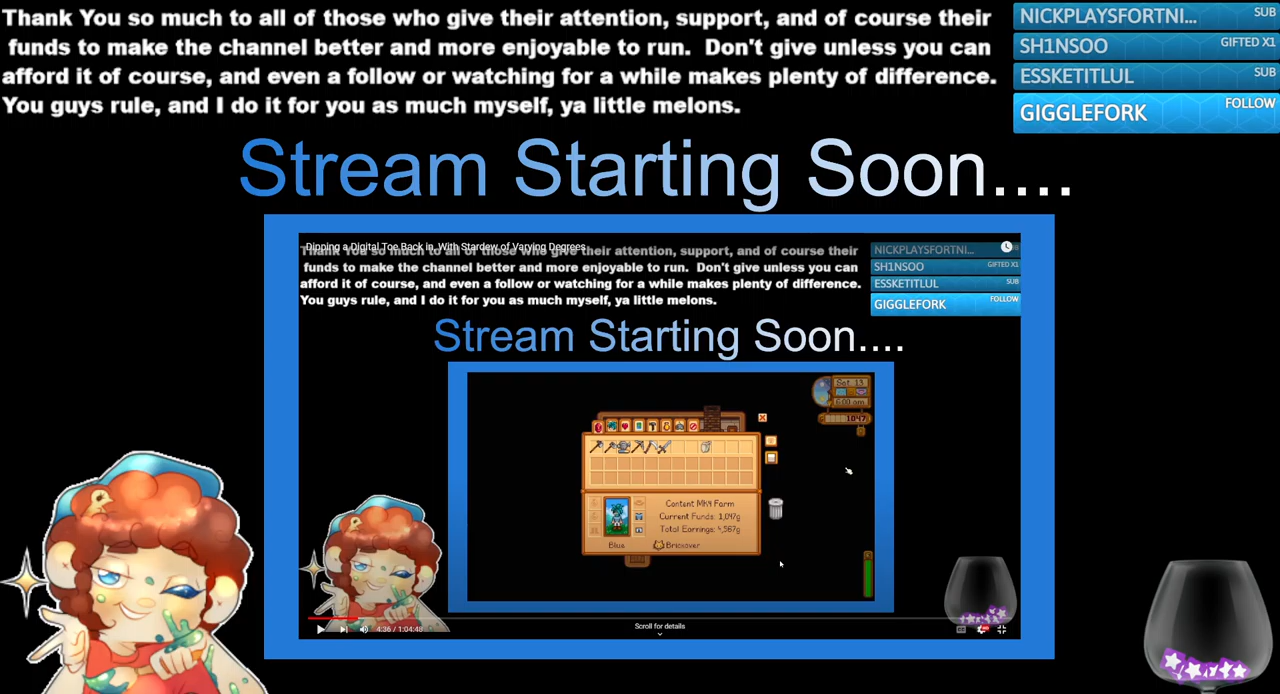 Thank You so much to all of those who give their attention, support, and of course their
funds to make the channel better and more enjoyable to run. Don't give unless you can
afford it of course, and even a follow or watching for a while makes plenty of difference.
You guys rule, and I do it for you as much myself, ya little melons.
NICKPLAYSFORTNI... SUB
SH1NSOO GIFTED X1
ESSKETITLUL SUB
GIGGLEFORK FOLLOW
Stream Starting Soon....
Dipping a Digital Toe Back in, With Stardew of Varying Degrees
Thank You so much to all of those who give their attention, support, and of course their
funds to make the channel better and more enjoyable to run. Don't give unless you can
afford it of course, and even a follow or watching for a while makes plenty of difference.
You guys rule, and I do it for you as much myself, ya little melons.
NICKPLAYSFORTNI... SUB
SH1NSOO GIFTED X1
ESSKETITLUL SUB
GIGGLEFORK FOLLOW
Stream Starting Soon....
Sat. 13
6:00 am
1047
Content Mk4 Farm
Current Funds: 1,047g
Total Earnings: 4,567g
Blue
Scroll for details
4:36 / 1:04:48